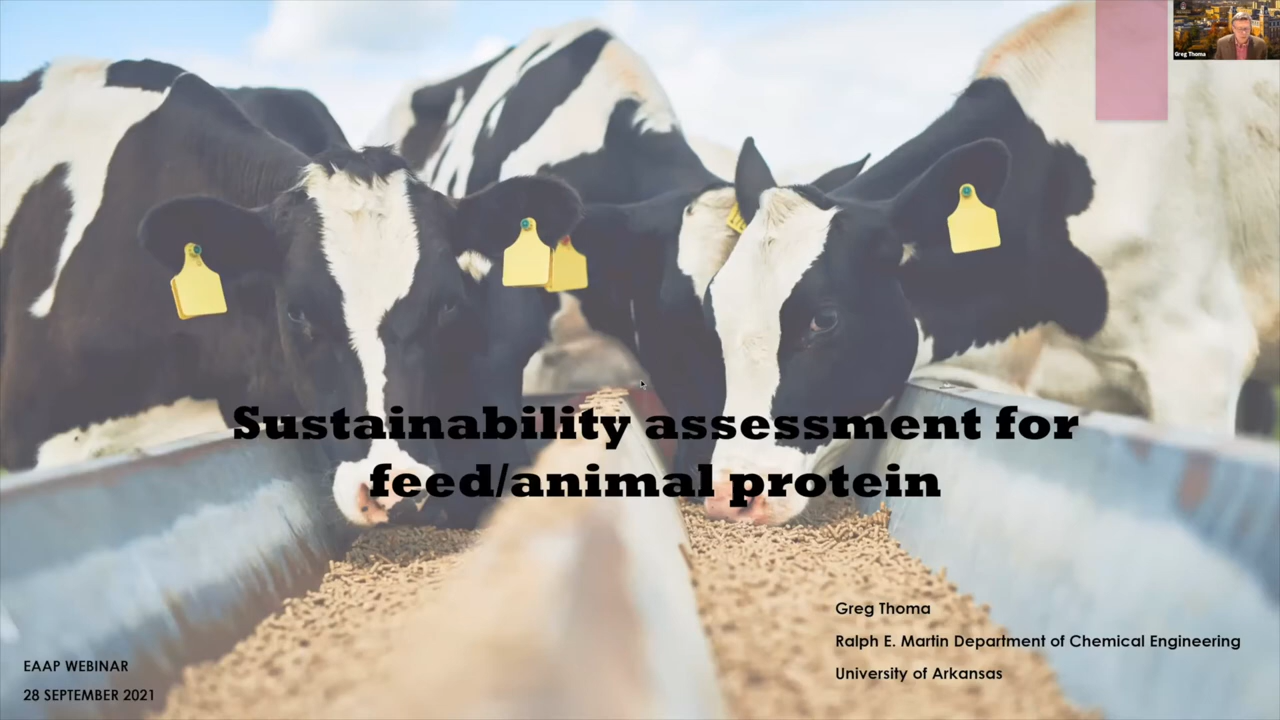 Greg Thoma
Sustainability assessment for
feed/animal protein
Greg Thoma
Ralph E. Martin Department of Chemical Engineering
University of Arkansas
EAAP WEBINAR
28 SEPTEMBER 2021